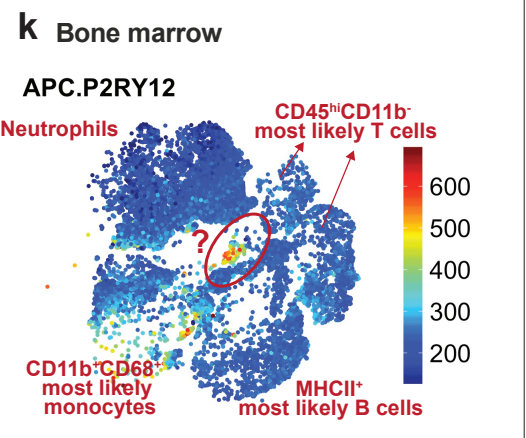 k Bone marrow
APC.P2RY12
Neutrophils
CD45ʰⁱCD11b⁻
most likely T cells
?
600
500
400
300
200
CD11b⁺CD68⁺
most likely
monocytes
MHCII⁺
most likely B cells